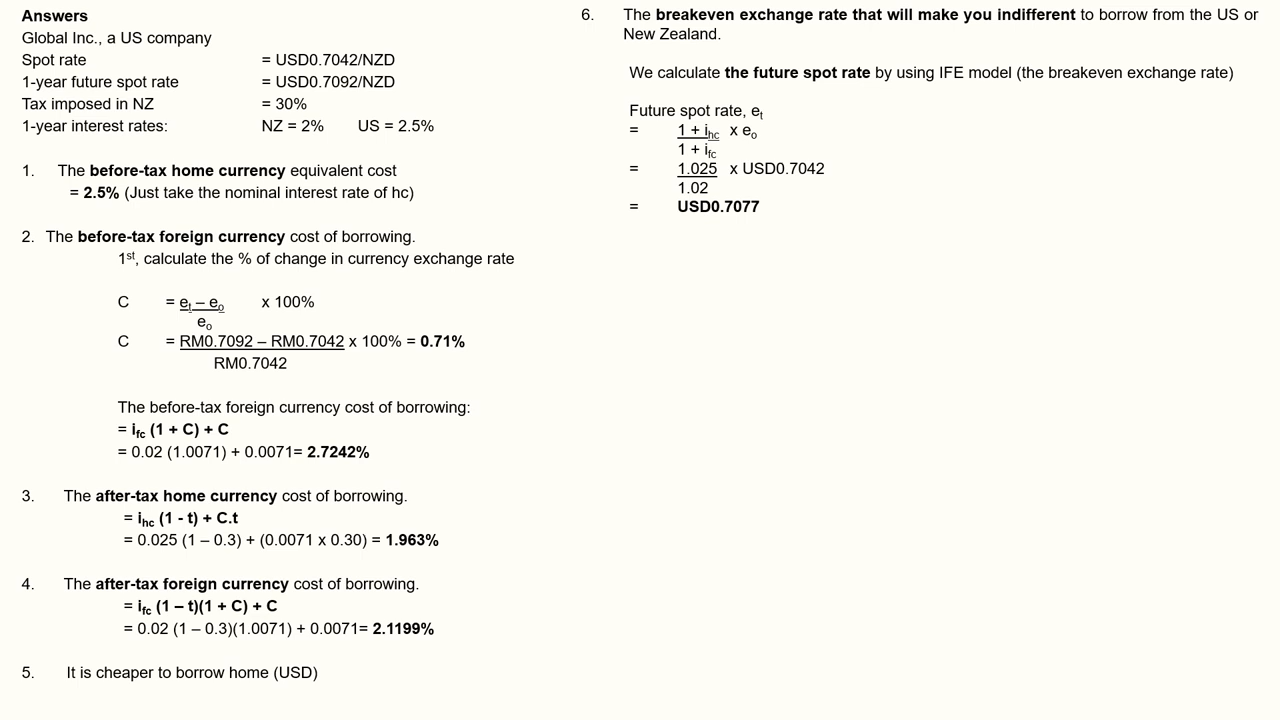 Answers
Global Inc., a US company
Spot rate = USD0.7042/NZD
1-year future spot rate = USD0.7092/NZD
Tax imposed in NZ = 30%
1-year interest rates: NZ = 2% US = 2.5%
1. The before-tax home currency equivalent cost
= 2.5% (Just take the nominal interest rate of hc)
2. The before-tax foreign currency cost of borrowing.
1st, calculate the % of change in currency exchange rate
C = et – eo x 100%
eo
C = RM0.7092 – RM0.7042 x 100% = 0.71%
RM0.7042
The before-tax foreign currency cost of borrowing:
= ifc (1 + C) + C
= 0.02 (1.0071) + 0.0071= 2.7242%
3. The after-tax home currency cost of borrowing.
= ihc (1 - t) + C.t
= 0.025 (1 – 0.3) + (0.0071 x 0.30) = 1.963%
4. The after-tax foreign currency cost of borrowing.
= ifc (1 – t)(1 + C) + C
= 0.02 (1 – 0.3)(1.0071) + 0.0071= 2.1199%
5. It is cheaper to borrow home (USD)
6. The breakeven exchange rate that will make you indifferent to borrow from the US or
New Zealand.
We calculate the future spot rate by using IFE model (the breakeven exchange rate)
Future spot rate, et
= 1 + ihc x eo
1 + ifc
= 1.025 x USD0.7042
1.02
= USD0.7077